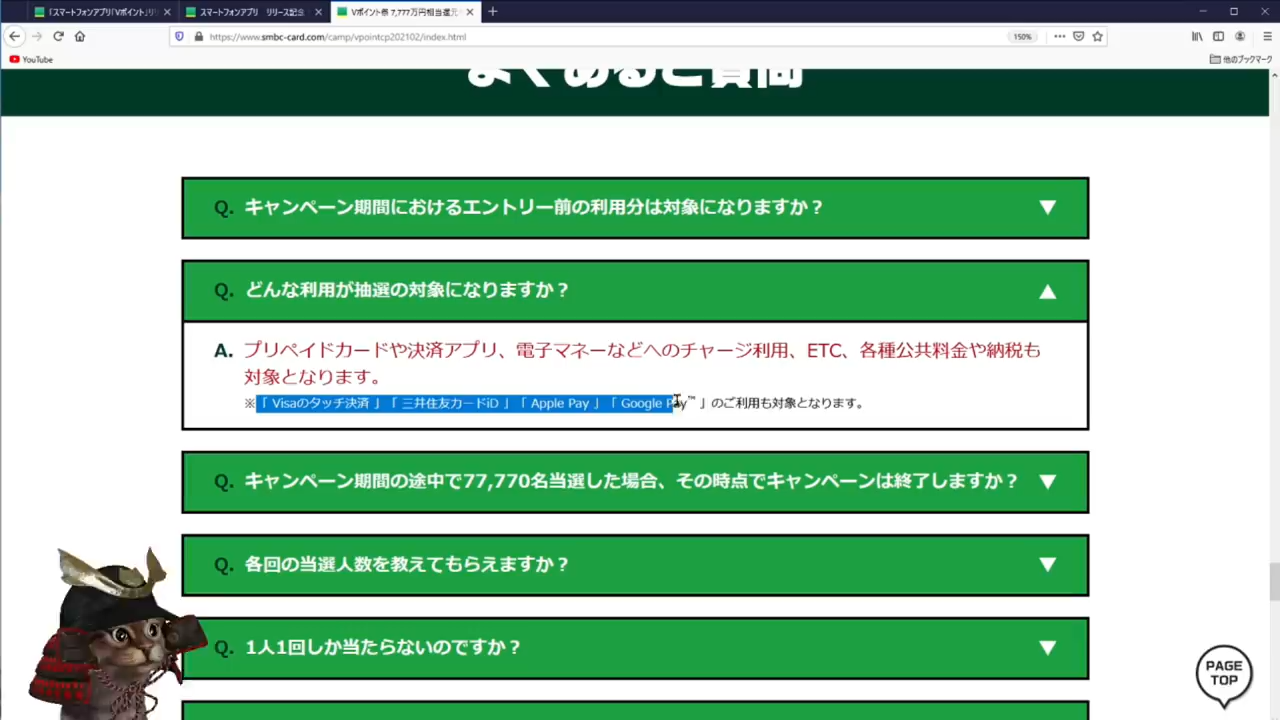 「スマートフォンアプリ「Vポイント」リ
スマートフォンアプリ リリース記念
Vポイント祭 7,777万円相当還元
https://www.smbc-card.com/camp/vpointcp202102/index.html
150%
YouTube
他のブックマーク
よくあるご質問
Q. キャンペーン期間におけるエントリー前の利用分は対象になりますか？
Q. どんな利用が抽選の対象になりますか？
A. プリペイドカードや決済アプリ、電子マネーなどへのチャージ利用、ETC、各種公共料金や納税も
対象となります。
※「 Visaのタッチ決済 」「 三井住友カードiD 」「 Apple Pay 」「 Google Pay™ 」のご利用も対象となります。
Q. キャンペーン期間の途中で77,770名当選した場合、その時点でキャンペーンは終了しますか？
Q. 各回の当選人数を教えてもらえますか？
Q. 1人1回しか当たらないのですか？
PAGE
TOP